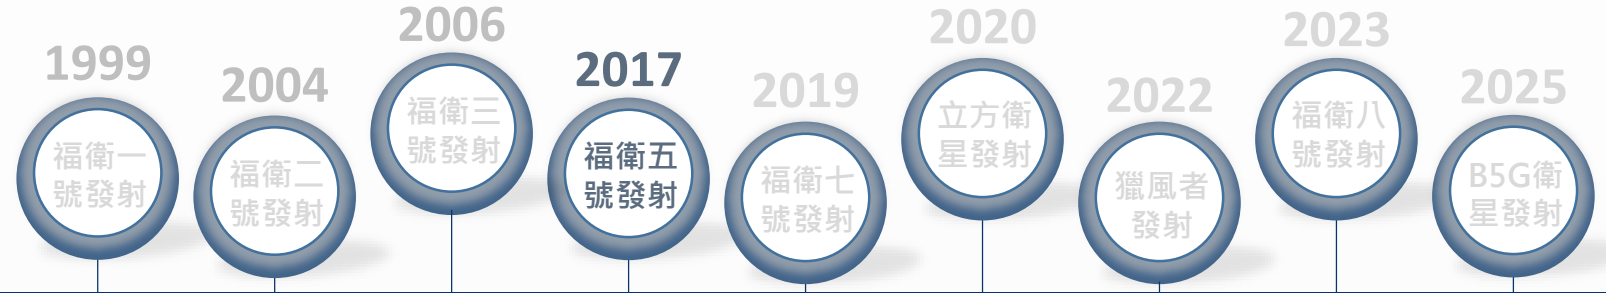 1999
福衛一
號發射
2004
福衛二
號發射
2006
福衛三
號發射
2017
福衛五
號發射
2019
福衛七
號發射
2020
立方衛
星發射
2022
獵風者
發射
2023
福衛八
號發射
2025
B5G衛
星發射